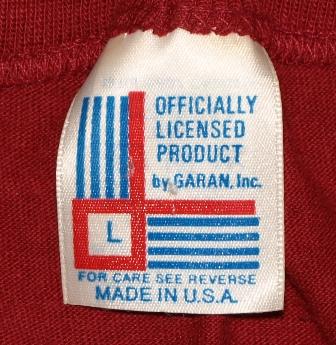 OFFICIALLY
LICENSED
PRODUCT
by GARAN, Inc.
L
FOR CARE SEE REVERSE
MADE IN U.S.A.